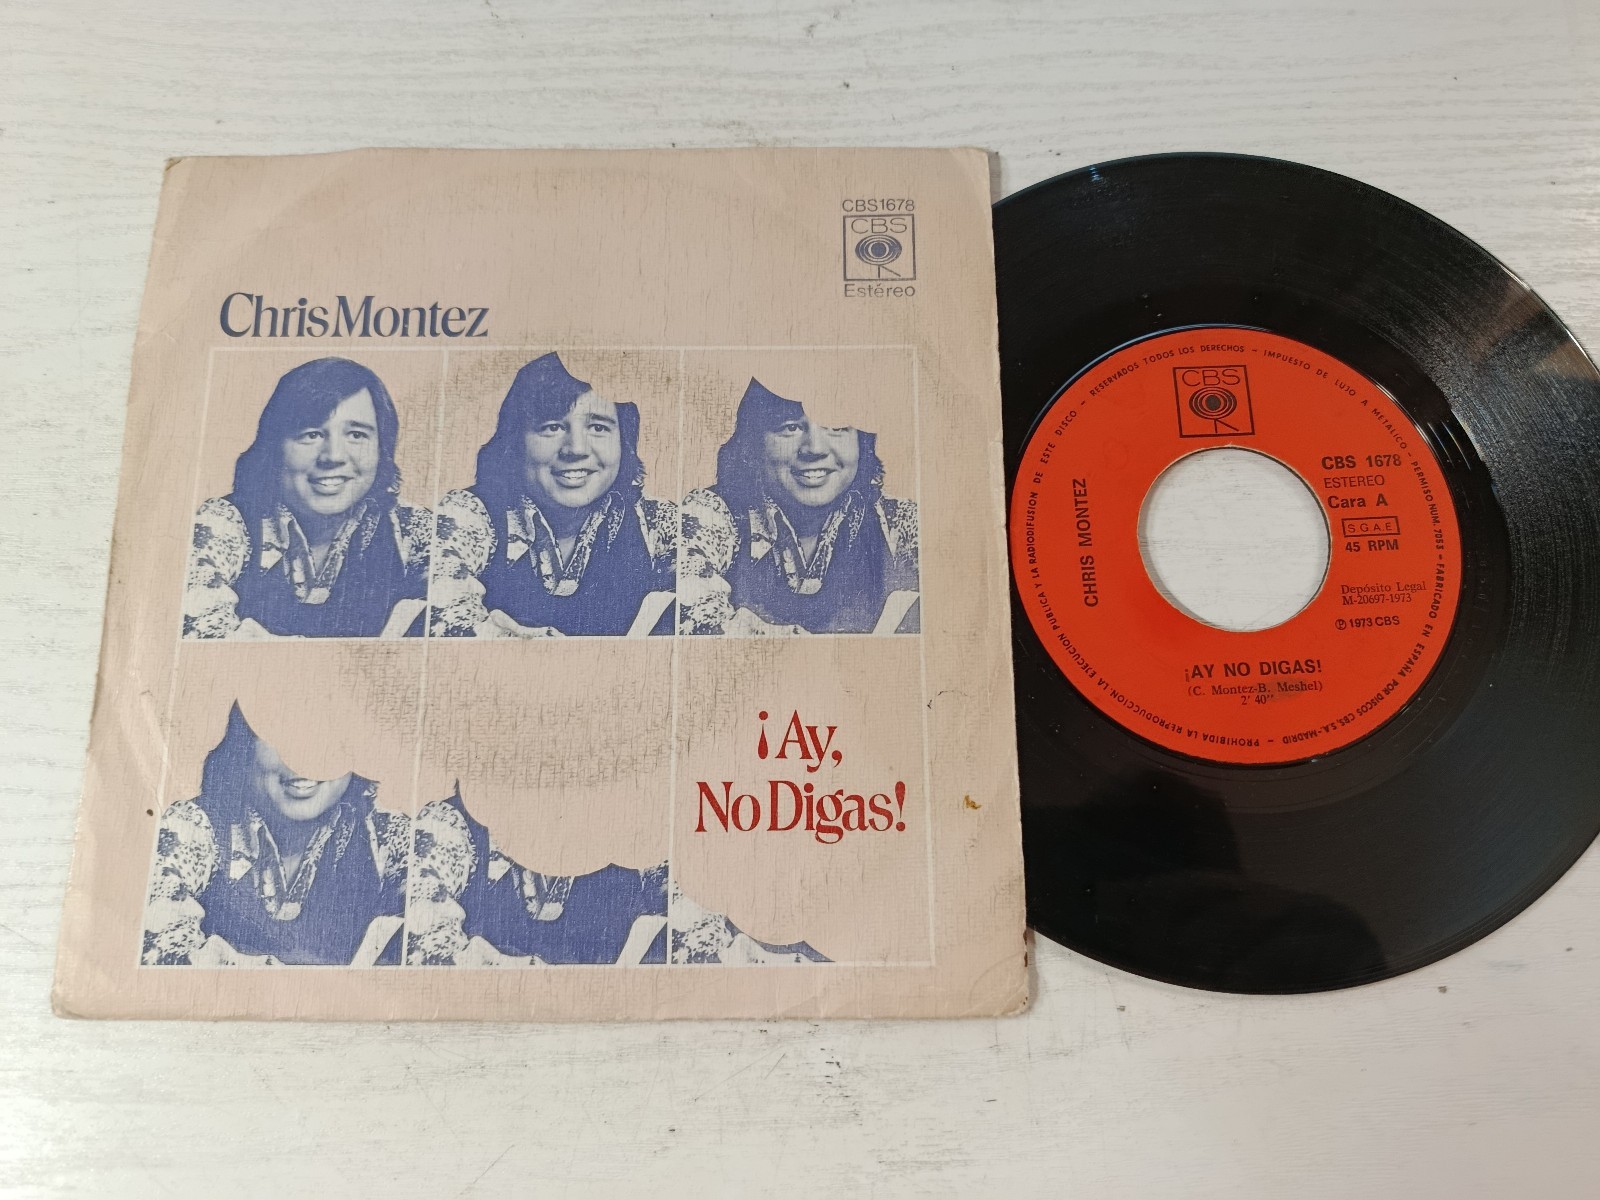 CBS1678
CBS
Estéreo
Chris Montez
¡Ay,
No Digas!
RESERVADOS TODOS LOS DERECHOS - IMPUESTO DE LUJO A METALICO - PERMISO NUM. 7053 - FABRICADO EN ESPAÑA POR DISCOS CBS, S.A.-MADRID - PROHIBIDA LA REPRODUCCION, LA EJECUCION PUBLICA Y LA RADIODIFUSION DE ESTE DISCO -
CBS
CHRIS MONTEZ
CBS 1678
ESTEREO
Cara A
S.G.A.E.
45 RPM
Depósito Legal
M-20697-1973
℗ 1973 CBS
¡AY NO DIGAS!
(C. Montez-B. Meshel)
2' 40''